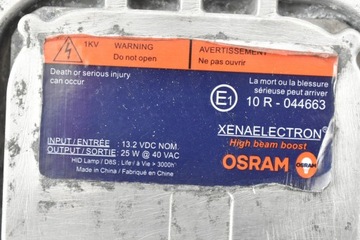 1KV
WARNING
Do not open
AVERTISSEMENT
Ne pas ouvrir
Death or serious injury
can occur
La mort ou la blessure
sérieuse peut arriver
E1
10 R - 044663
XENAELECTRON
High beam boost
INPUT / ENTRÉE : 13.2 VDC NOM.
OUTPUT / SORTIE : 25 W @ 40 VAC
HID Lamp / D8S ; Life / à Vie > 3000h
Made in China / Fabriqué en Chine
OSRAM